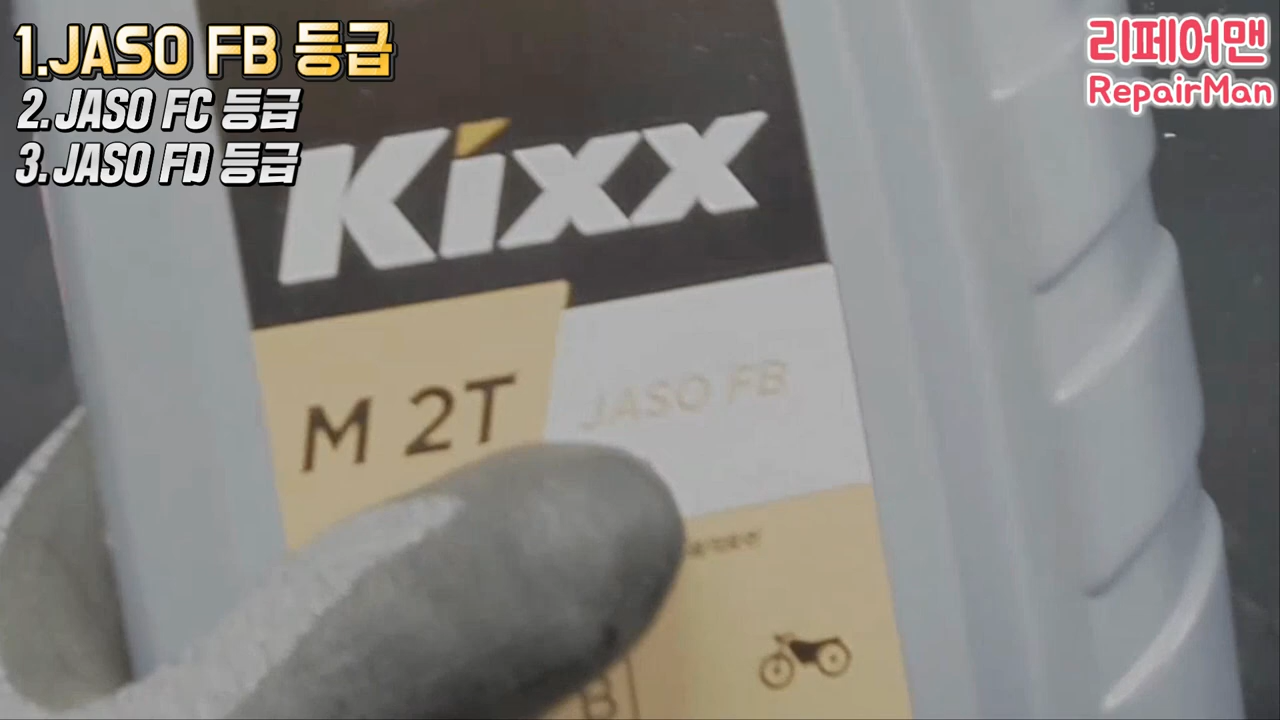 1.JASO FB 등급
2.JASO FC 등급
3.JASO FD 등급
리페어맨
RepairMan
Kixx
M 2T
JASO FB
B